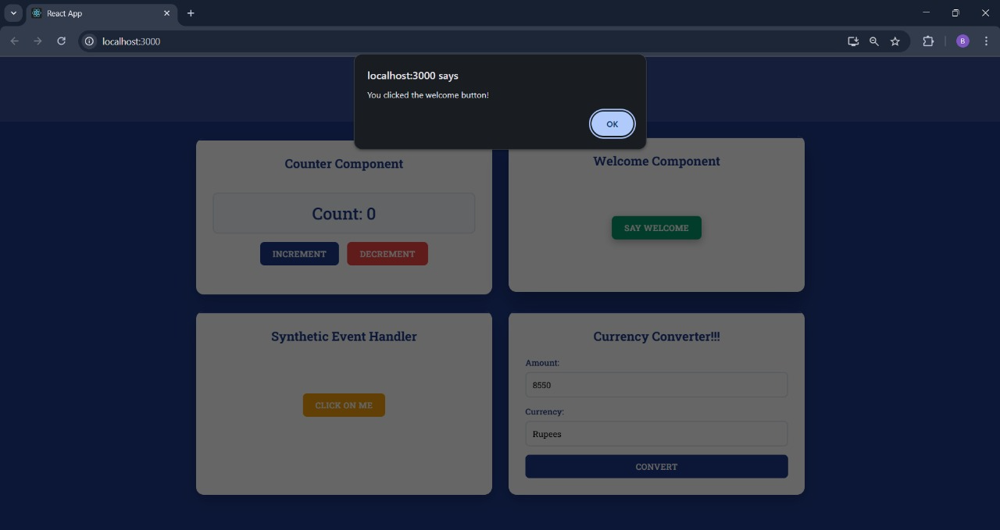 React App
localhost:3000
B
localhost:3000 says
You clicked the welcome button!
OK
Counter Component
Count: 0
INCREMENT
DECREMENT
Welcome Component
SAY WELCOME
Synthetic Event Handler
CLICK ON ME
Currency Converter!!!
Amount:
8550
Currency:
Rupees
CONVERT